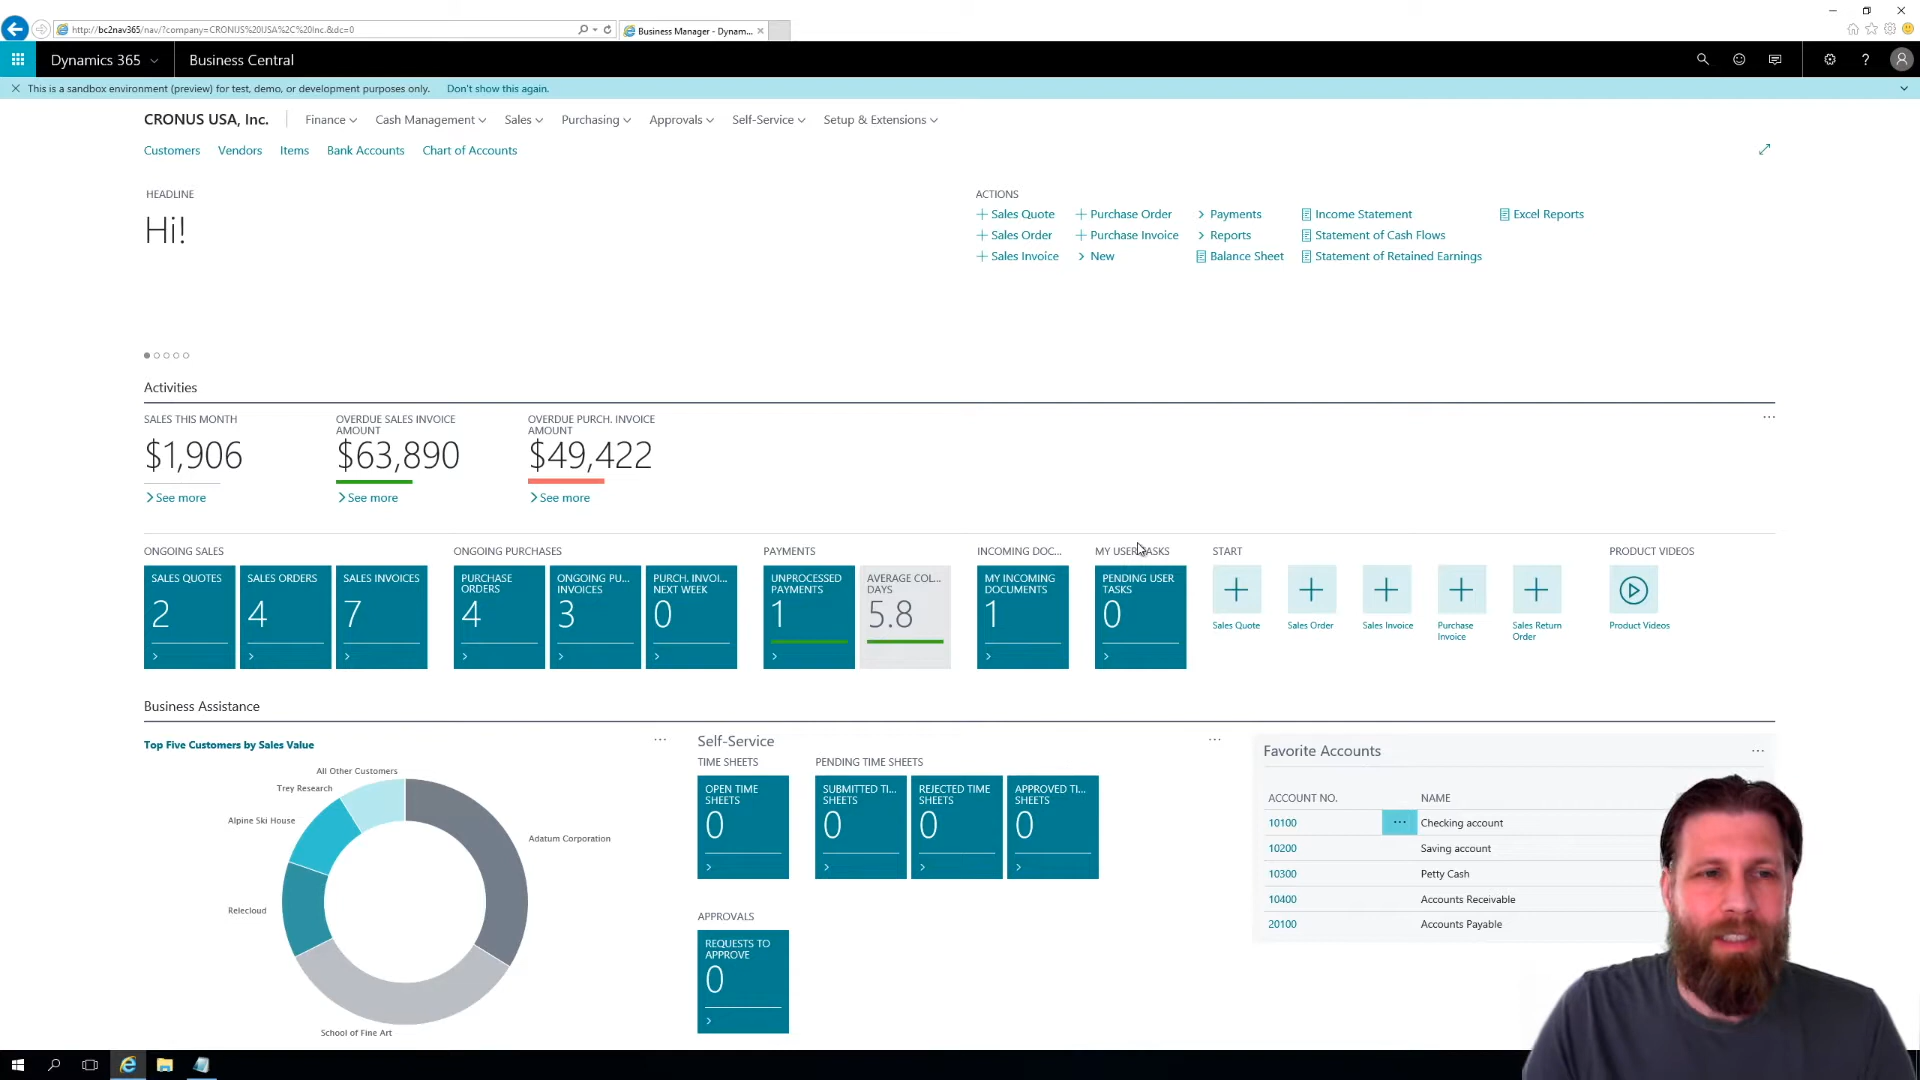 http://bc2nav365/nav/?company=CRONUS%20USA%2C%20Inc.&dc=0
Business Manager - Dynam...
Dynamics 365
Business Central
This is a sandbox environment (preview) for test, demo, or development purposes only.
Don't show this again.
CRONUS USA, Inc.
Finance
Cash Management
Sales
Purchasing
Approvals
Self-Service
Setup & Extensions
Customers
Vendors
Items
Bank Accounts
Chart of Accounts
HEADLINE
Hi!
ACTIONS
Sales Quote
Purchase Order
Payments
Income Statement
Excel Reports
Sales Order
Purchase Invoice
Reports
Statement of Cash Flows
Sales Invoice
New
Balance Sheet
Statement of Retained Earnings
Activities
SALES THIS MONTH
$1,906
See more
OVERDUE SALES INVOICE
AMOUNT
$63,890
See more
OVERDUE PURCH. INVOICE
AMOUNT
$49,422
See more
ONGOING SALES
SALES QUOTES
2
SALES ORDERS
4
SALES INVOICES
7
ONGOING PURCHASES
PURCHASE
ORDERS
4
ONGOING PU...
INVOICES
3
PURCH. INVOI...
NEXT WEEK
0
PAYMENTS
UNPROCESSED
PAYMENTS
1
AVERAGE COL...
DAYS
5.8
INCOMING DOC...
MY INCOMING
DOCUMENTS
1
MY USER TASKS
PENDING USER
TASKS
0
START
Sales Quote
Sales Order
Sales Invoice
Purchase
Invoice
Sales Return
Order
PRODUCT VIDEOS
Product Videos
Business Assistance
Top Five Customers by Sales Value
All Other Customers
Trey Research
Alpine Ski House
Adatum Corporation
Relecloud
School of Fine Art
Self-Service
TIME SHEETS
OPEN TIME
SHEETS
0
PENDING TIME SHEETS
SUBMITTED TI...
SHEETS
0
REJECTED TIME
SHEETS
0
APPROVED TI...
SHEETS
0
APPROVALS
REQUESTS TO
APPROVE
0
Favorite Accounts
ACCOUNT NO.
NAME
10100
Checking account
10200
Saving account
10300
Petty Cash
10400
Accounts Receivable
20100
Accounts Payable